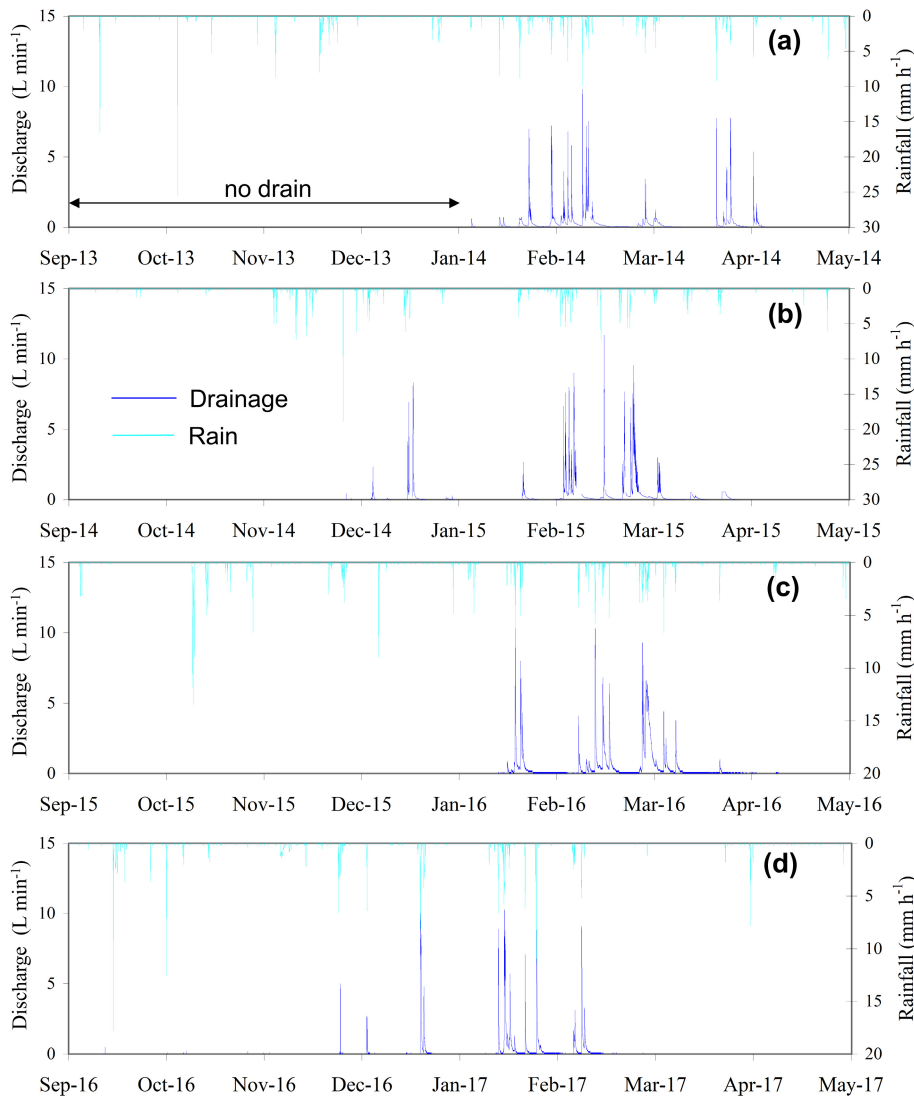 (a)
Discharge (L min⁻¹)
15
10
5
0
0
5
10
15
20
25
30
Rainfall (mm h⁻¹)
no drain
Sep-13 Oct-13 Nov-13 Dec-13 Jan-14 Feb-14 Mar-14 Apr-14 May-14
(b)
Discharge (L min⁻¹)
15
10
5
0
0
5
10
15
20
25
30
Rainfall (mm h⁻¹)
Drainage
Rain
Sep-14 Oct-14 Nov-14 Dec-14 Jan-15 Feb-15 Mar-15 Apr-15 May-15
(c)
Discharge (L min⁻¹)
15
10
5
0
0
5
10
15
20
Rainfall (mm h⁻¹)
Sep-15 Oct-15 Nov-15 Dec-15 Jan-16 Feb-16 Mar-16 Apr-16 May-16
(d)
Discharge (L min⁻¹)
15
10
5
0
0
5
10
15
20
Rainfall (mm h⁻¹)
Sep-16 Oct-16 Nov-16 Dec-16 Jan-17 Feb-17 Mar-17 Apr-17 May-17